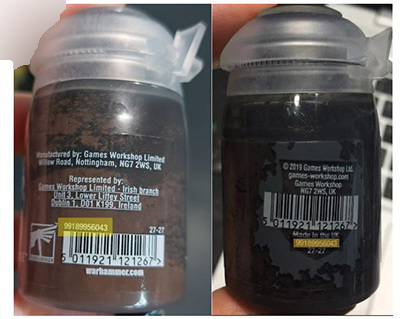 Manufactured by: Games Workshop Limited
Willow Road, Nottingham,
NG7 2WS, UK
Represented by:
Games Workshop Limited - Irish branch
Unit 3, Lower Liffey Street
Dublin 1, D01 K199, Ireland
99189956043
27-27
5 011921 121267 >
warhammer.com
© 2019 Games Workshop Ltd.
games-workshop.com
Games Workshop
NG7 2WS, UK
5 011921 121267 >
Made in the UK
99189956043
27-27